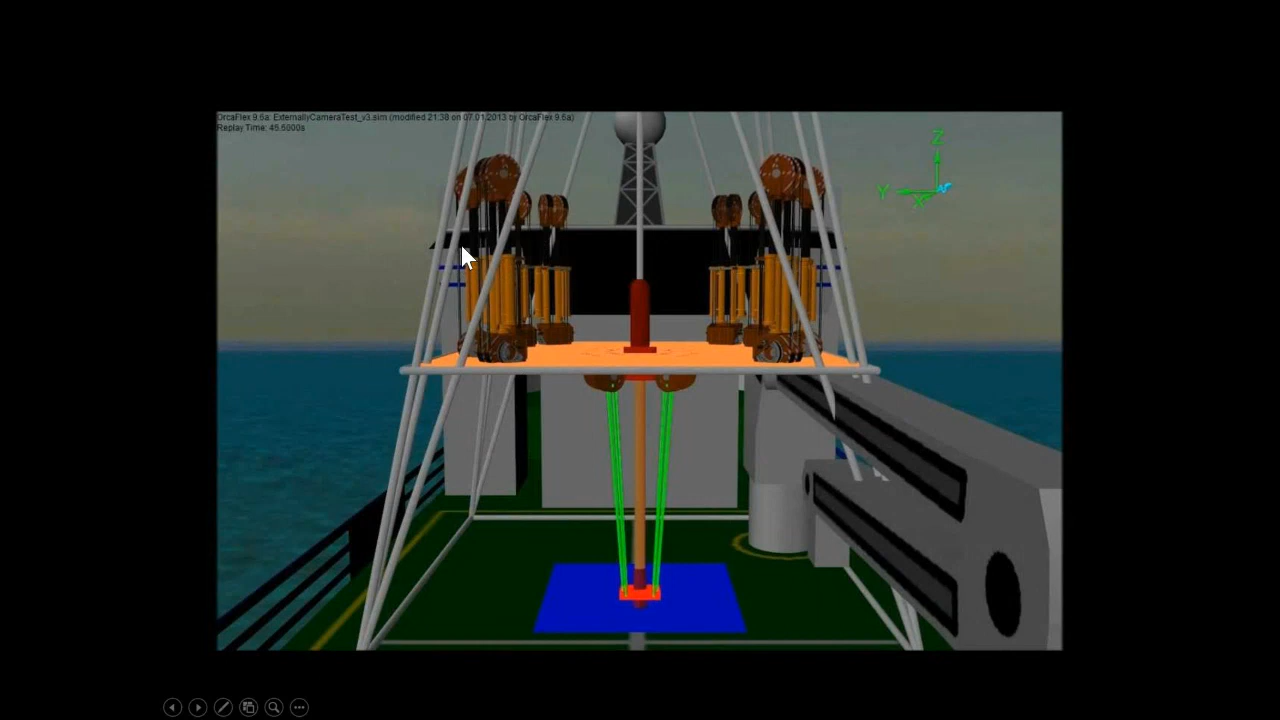 OrcaFlex 9.6a: ExternallyCameraTest_v3.sim (modified 21:38 on 07.01.2013 by OrcaFlex 9.6a)
Replay Time: 45.5000s
Z
Y
X